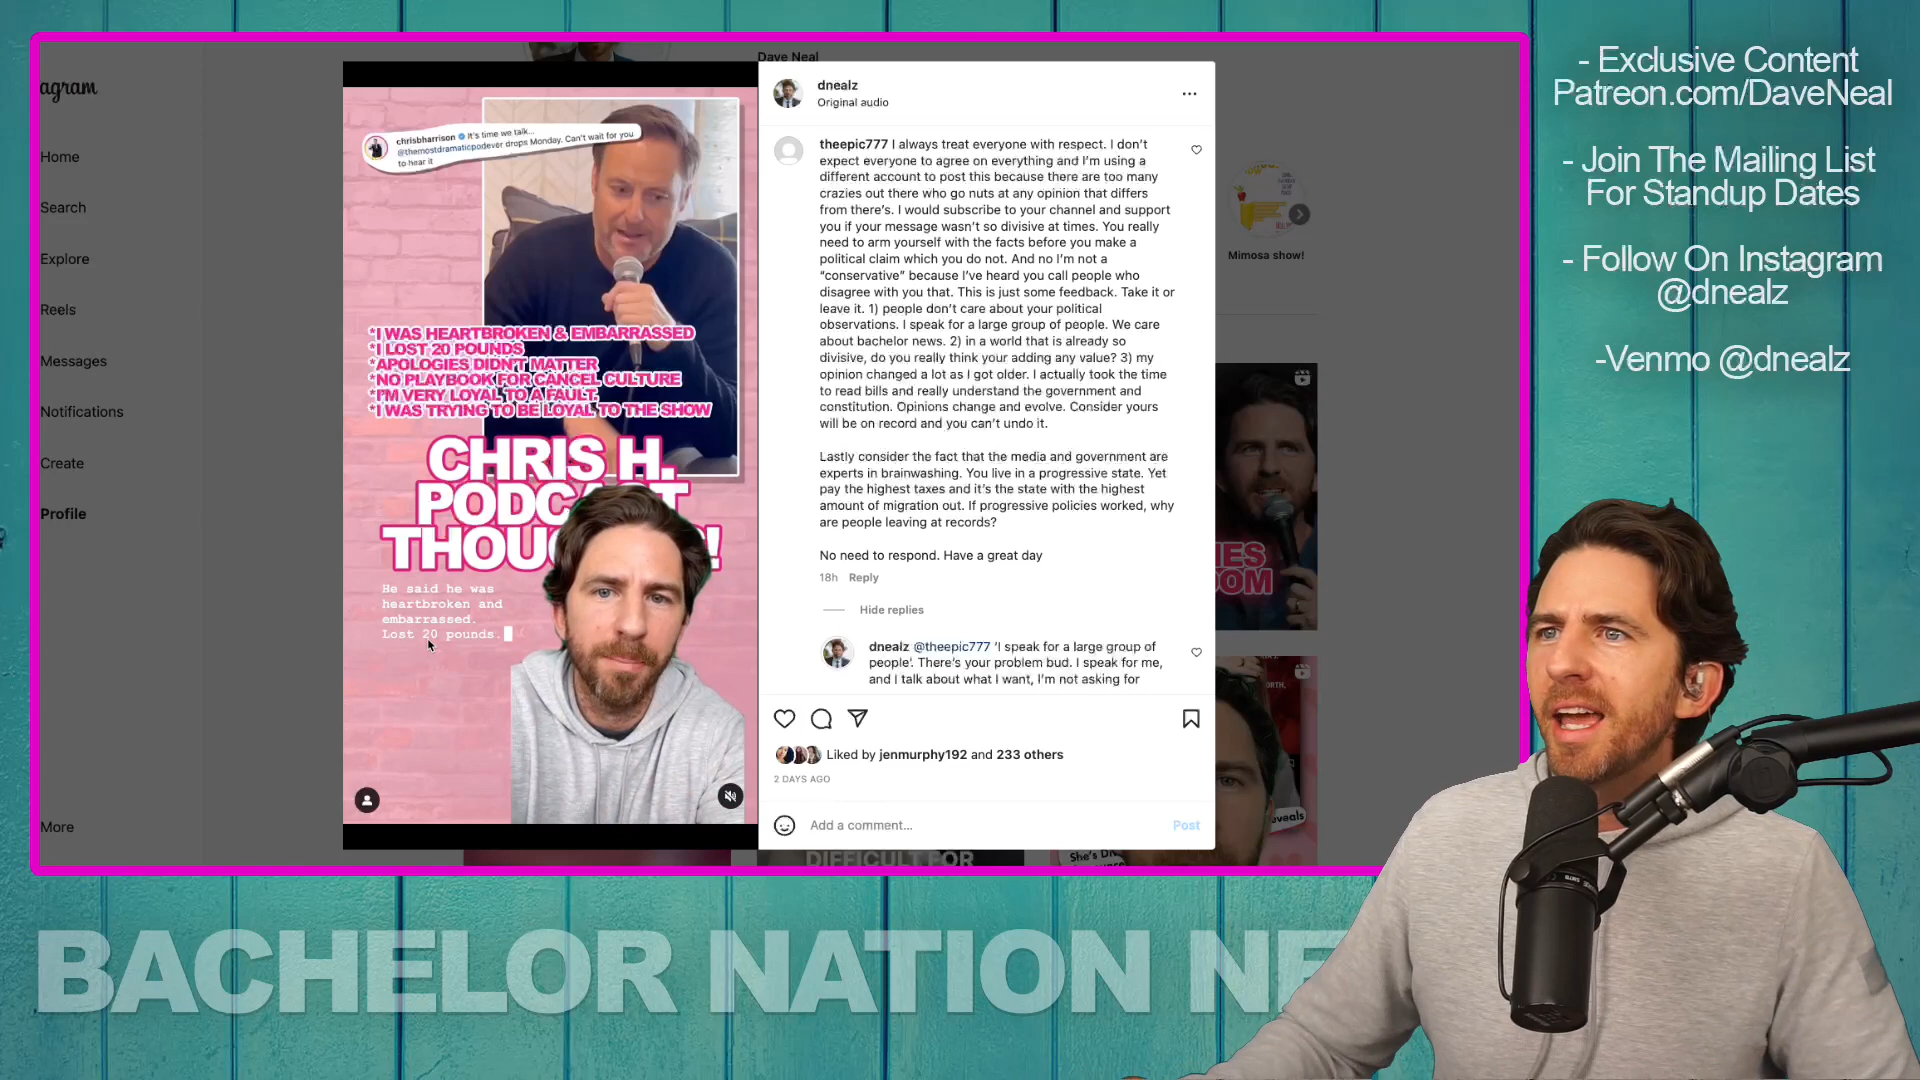 agram
Home
Search
Explore
Reels
Messages
Notifications
Create
Profile
More
Dave Neal
chrisbharrison It's time we talk...
@themostdramaticpodever drops Monday. Can't wait for you
to hear it
*I WAS HEARTBROKEN & EMBARRASSED
*I LOST 20 POUNDS
*APOLOGIES DIDN'T MATTER
*NO PLAYBOOK FOR CANCEL CULTURE
*I'M VERY LOYAL TO A FAULT.
*I WAS TRYING TO BE LOYAL TO THE SHOW
CHRIS H.
PODCAST
THOU !
He said he was
heartbroken and
embarrassed.
Lost 20 pounds.
dnealz
Original audio
theepic777 I always treat everyone with respect. I don't
expect everyone to agree on everything and I'm using a
different account to post this because there are too many
crazies out there who go nuts at any opinion that differs
from there's. I would subscribe to your channel and support
you if your message wasn't so divisive at times. You really
need to arm yourself with the facts before you make a
political claim which you do not. And no I'm not a
“conservative” because I've heard you call people who
disagree with you that. This is just some feedback. Take it or
leave it. 1) people don't care about your political
observations. I speak for a large group of people. We care
about bachelor news. 2) in a world that is already so
divisive, do you really think your adding any value? 3) my
opinion changed a lot as I got older. I actually took the time
to read bills and really understand the government and
constitution. Opinions change and evolve. Consider yours
will be on record and you can't undo it.
Lastly consider the fact that the media and government are
experts in brainwashing. You live in a progressive state. Yet
pay the highest taxes and it's the state with the highest
amount of migration out. If progressive policies worked, why
are people leaving at records?
No need to respond. Have a great day
18h Reply
Hide replies
dnealz @theepic777 'I speak for a large group of
people'. There's your problem bud. I speak for me,
and I talk about what I want, I'm not asking for
Liked by jenmurphy192 and 233 others
2 DAYS AGO
Add a comment...
Post
Mimosa show!
DIFFICULT FOR
She's
- Exclusive Content
Patreon.com/DaveNeal
- Join The Mailing List
For Standup Dates
- Follow On Instagram
@dnealz
-Venmo @dnealz
BACHELOR NATION NE